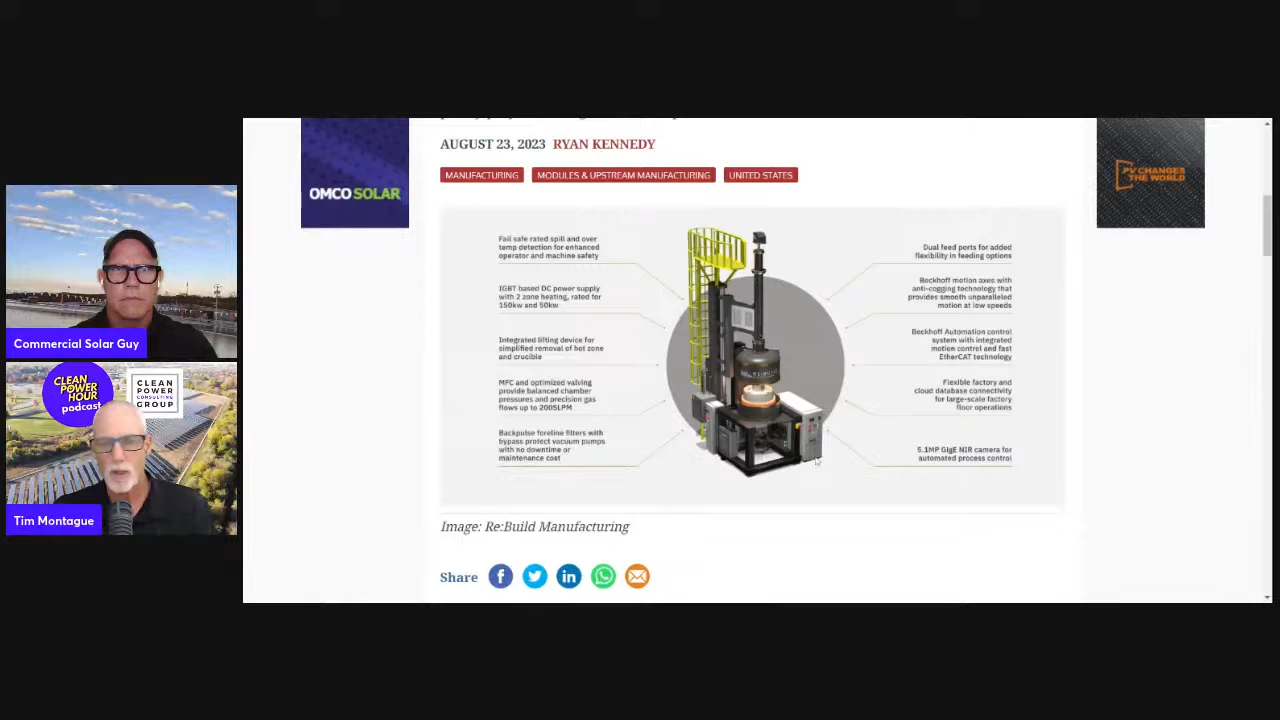 AUGUST 23, 2023 RYAN KENNEDY
MANUFACTURING MODULES & UPSTREAM MANUFACTURING UNITED STATES
OMCO SOLAR
PV CHANGES
THE WORLD
Fail safe rated spill and over
temp detection for enhanced
operator and machine safety
IGBT based DC power supply
with 2 zone heating, rated for
150kw and 50kw
Integrated lifting device for
simplified removal of hot zone
and crucible
MFC and optimized valving
provide balanced chamber
pressures and precision gas
flows up to 200SLPM
Backpulse foreline filters with
bypass protect vacuum pumps
with no downtime or
maintenance cost
Dual feed ports for added
flexibility in feeding options
Beckhoff motion axes with
anti-cogging technology that
provides smooth unparalleled
motion at low speeds
Beckhoff Automation control
system with integrated
motion control and fast
EtherCAT technology
Flexible factory and
cloud database connectivity
for large-scale factory
floor operations
5.1MP GigE NIR camera for
automated process control
Image: Re:Build Manufacturing
Share
Commercial Solar Guy
CLEAN
POWER
HOUR
podcast
CLEAN
POWER
CONSULTING
GROUP
Tim Montague